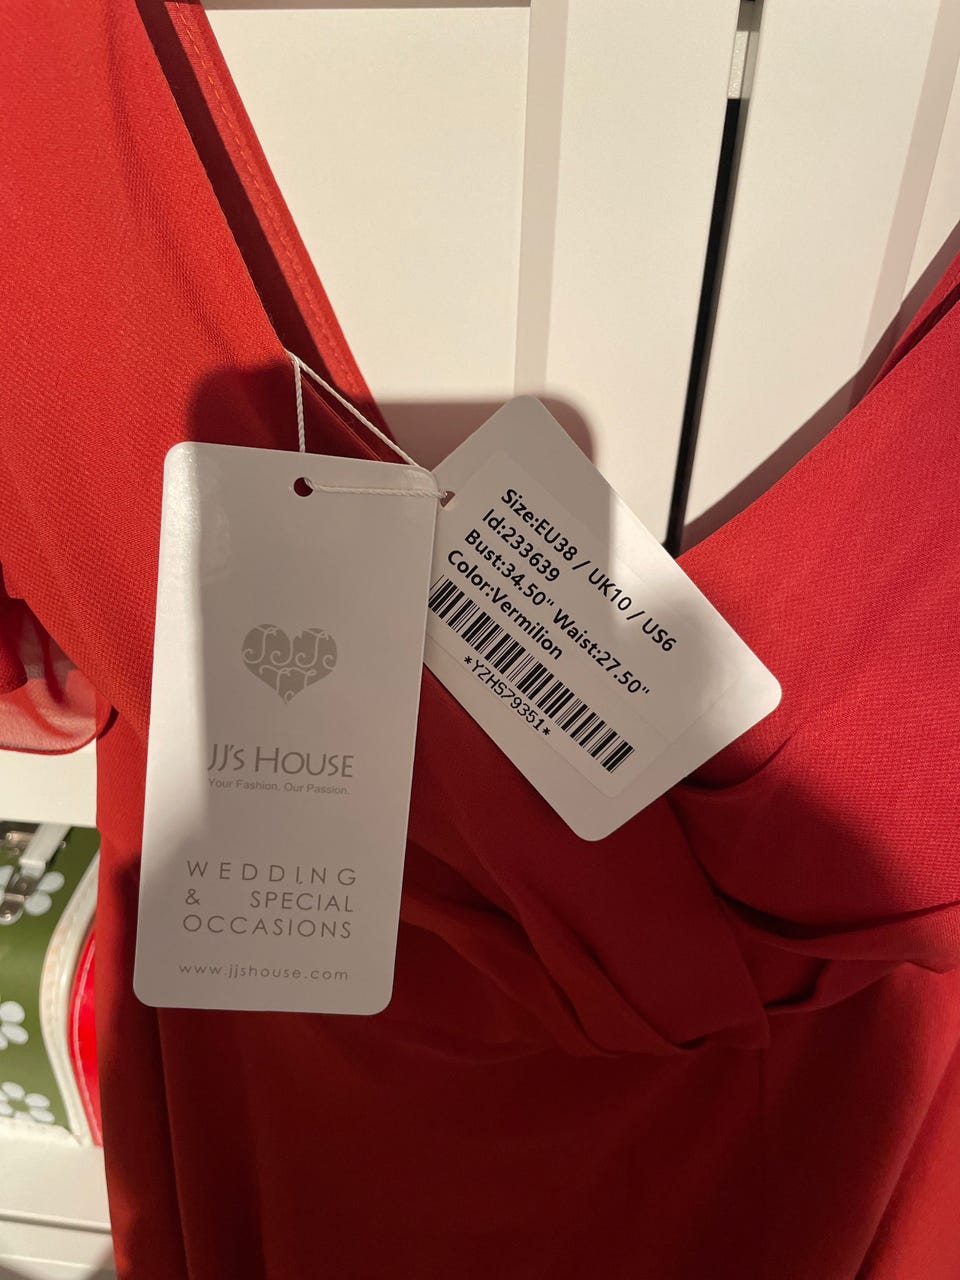 JJ's HOUSE
Your Fashion. Our Passion.
WEDDING
& SPECIAL
OCCASIONS
www.jjshouse.com
Size:EU38 / UK10 / US6
Id:233639
Bust:34.50" Waist:27.50"
Color:Vermilion
*YZHS79351*